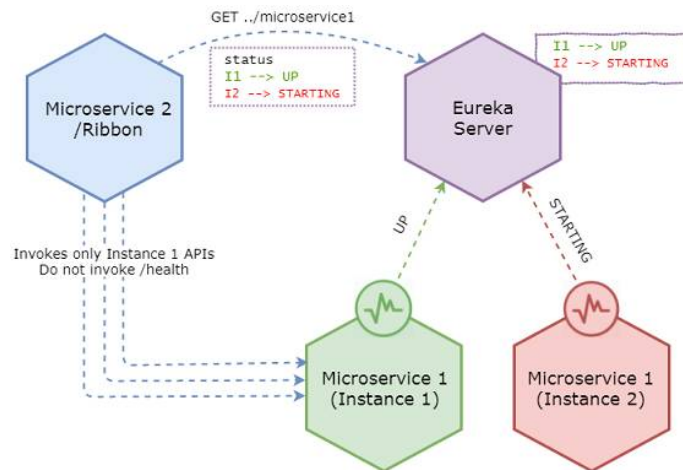 GET ../microservice1
status
I1 --> UP
I2 --> STARTING
I1 --> UP
I2 --> STARTING
Microservice 2
/Ribbon
Eureka
Server
Invokes only Instance 1 APIs
Do not invoke /health
UP
STARTING
Microservice 1
(Instance 1)
Microservice 1
(Instance 2)